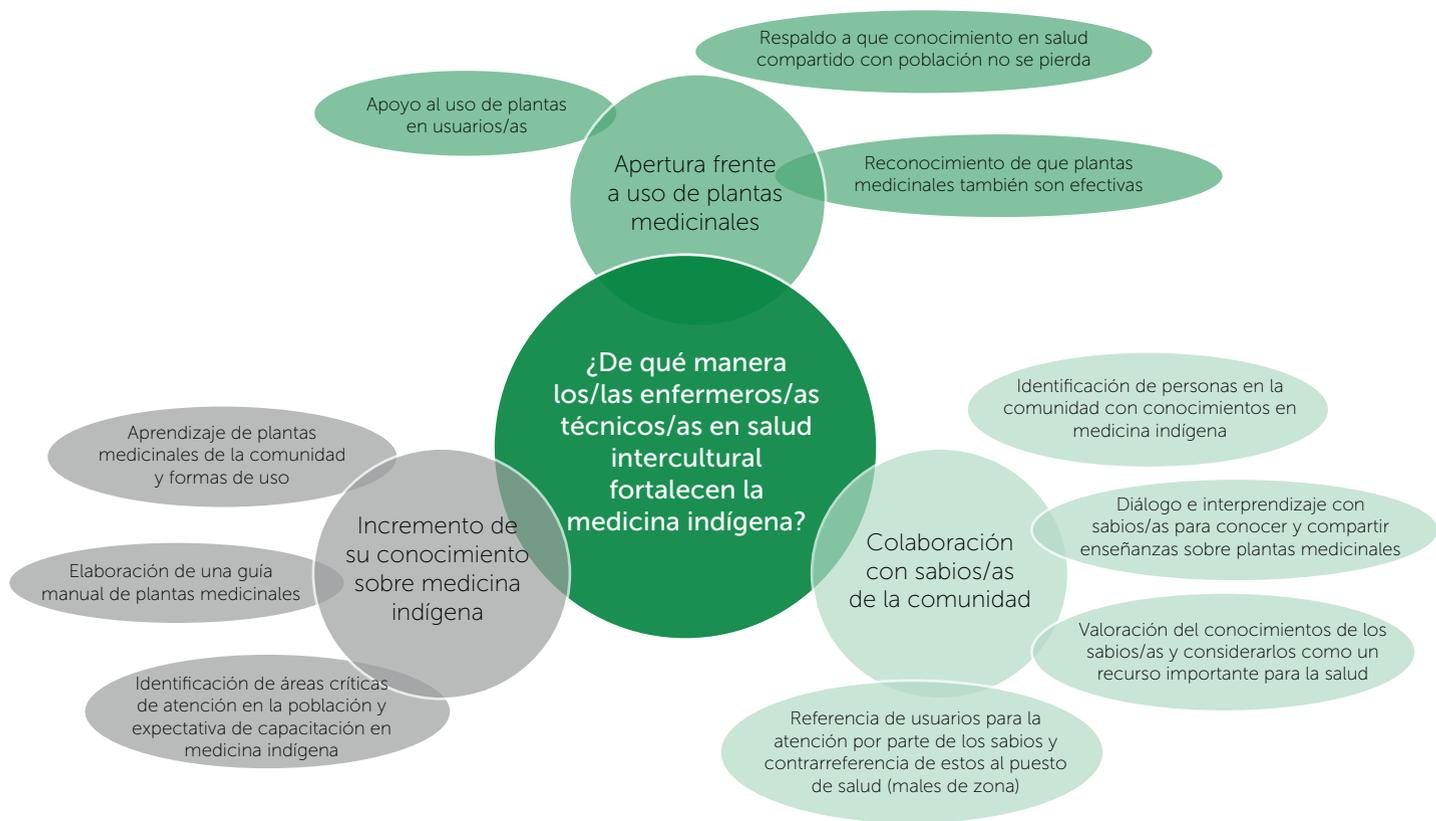 Respaldo a que conocimiento en salud
compartido con población no se pierda
Apoyo al uso de plantas
en usuarios/as
Apertura frente
a uso de plantas
medicinales
Reconocimiento de que plantas
medicinales también son efectivas
¿De qué manera
los/las enfermeros/as
técnicos/as en salud
intercultural
fortalecen la
medicina indígena?
Identificación de personas en la
comunidad con conocimientos en
medicina indígena
Diálogo e interprendizaje con
sabios/as para conocer y compartir
enseñanzas sobre plantas medicinales
Colaboración
con sabios/as
de la comunidad
Valoración del conocimientos de los
sabios/as y considerarlos como un
recurso importante para la salud
Referencia de usuarios para la
atención por parte de los sabios y
contrarreferencia de estos al puesto
de salud (males de zona)
Aprendizaje de plantas
medicinales de la comunidad
y formas de uso
Incremento de
su conocimiento
sobre medicina
indígena
Elaboración de una guía
manual de plantas medicinales
Identificación de áreas críticas
de atención en la población y
expectativa de capacitación en
medicina indígena